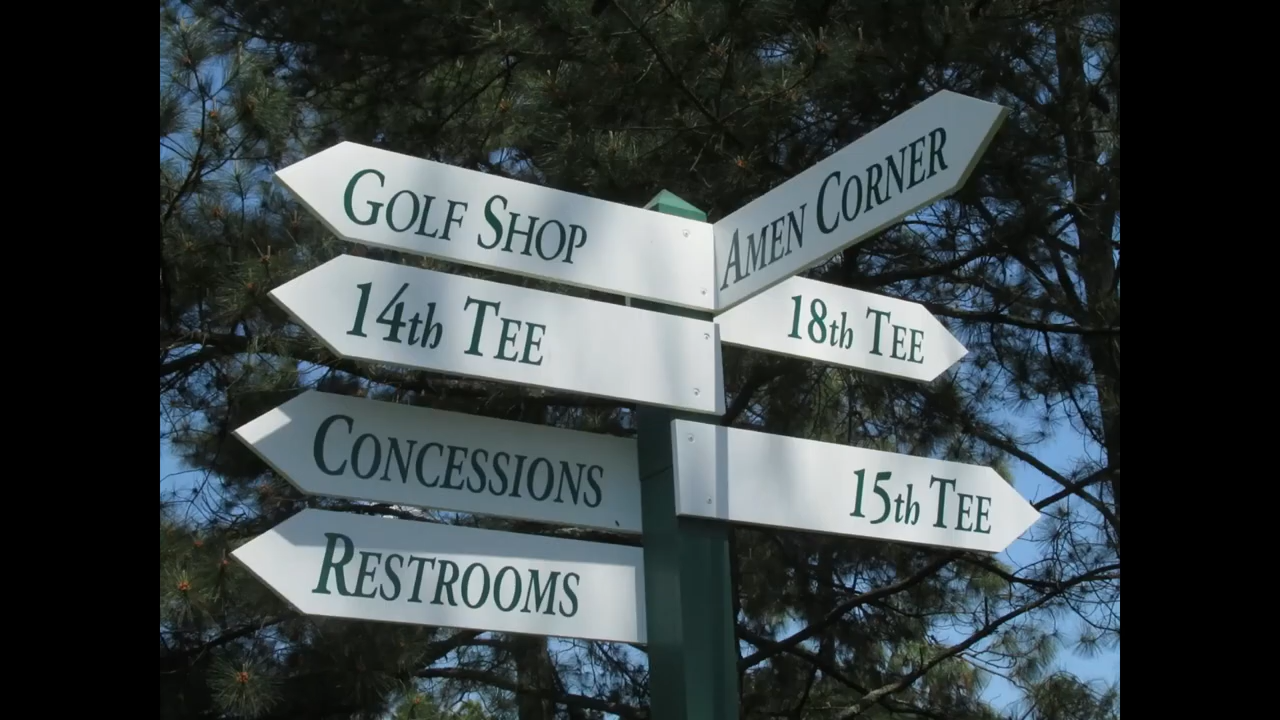 GOLF SHOP
AMEN CORNER
14th TEE
18th TEE
CONCESSIONS
15th TEE
RESTROOMS